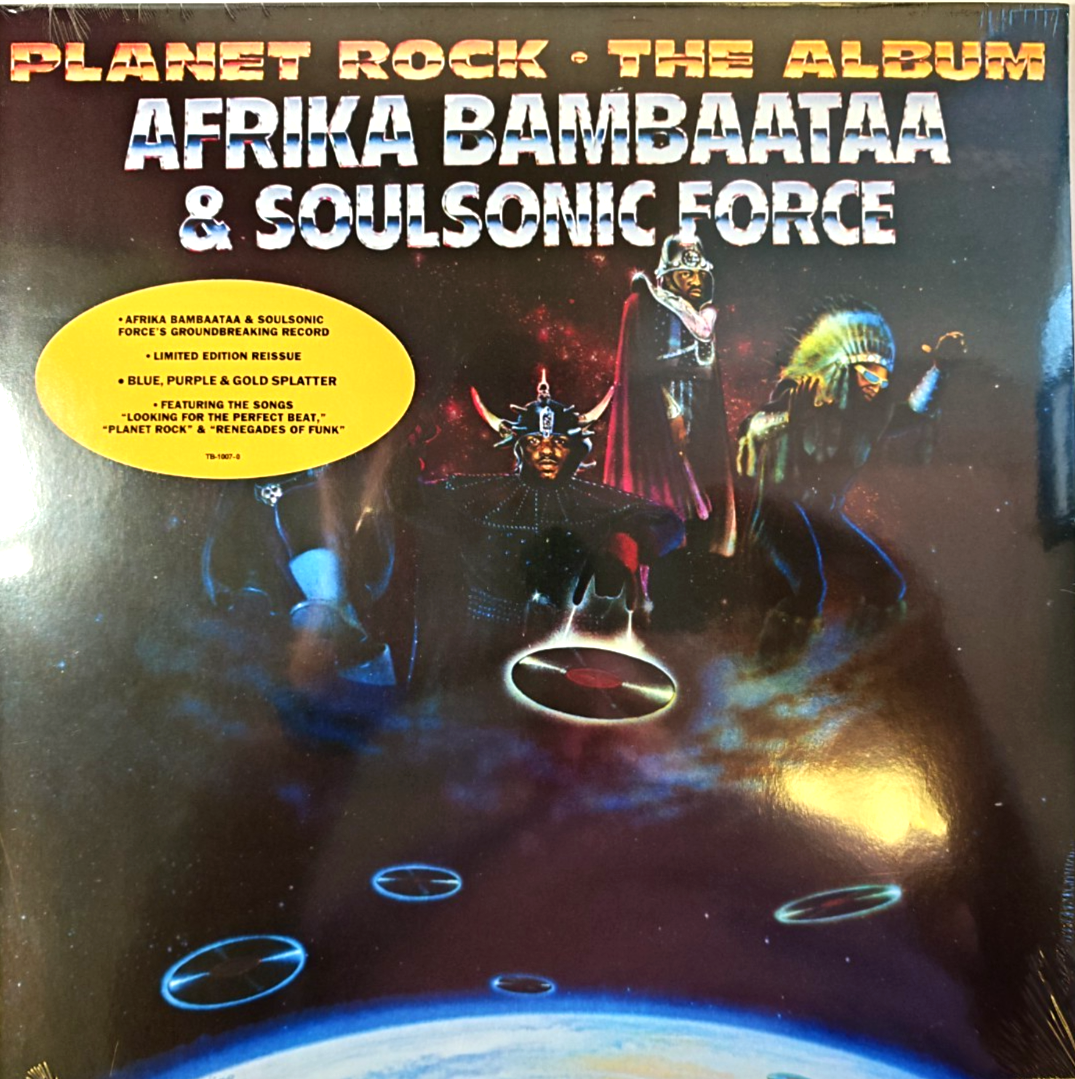 PLANET ROCK • THE ALBUM
AFRIKA BAMBAATAA
& SOULSONIC FORCE
• AFRIKA BAMBAATAA & SOULSONIC
FORCE'S GROUNDBREAKING RECORD
• LIMITED EDITION REISSUE
• BLUE, PURPLE & GOLD SPLATTER
• FEATURING THE SONGS
"LOOKING FOR THE PERFECT BEAT,"
"PLANET ROCK" & "RENEGADES OF FUNK"
TB-1007-0